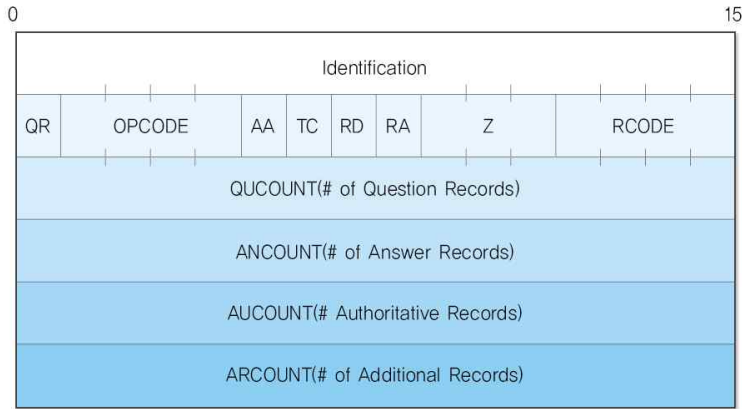 0 15
Identification
QR OPCODE AA TC RD RA Z RCODE
QUCOUNT(# of Question Records)
ANCOUNT(# of Answer Records)
AUCOUNT(# Authoritative Records)
ARCOUNT(# of Additional Records)